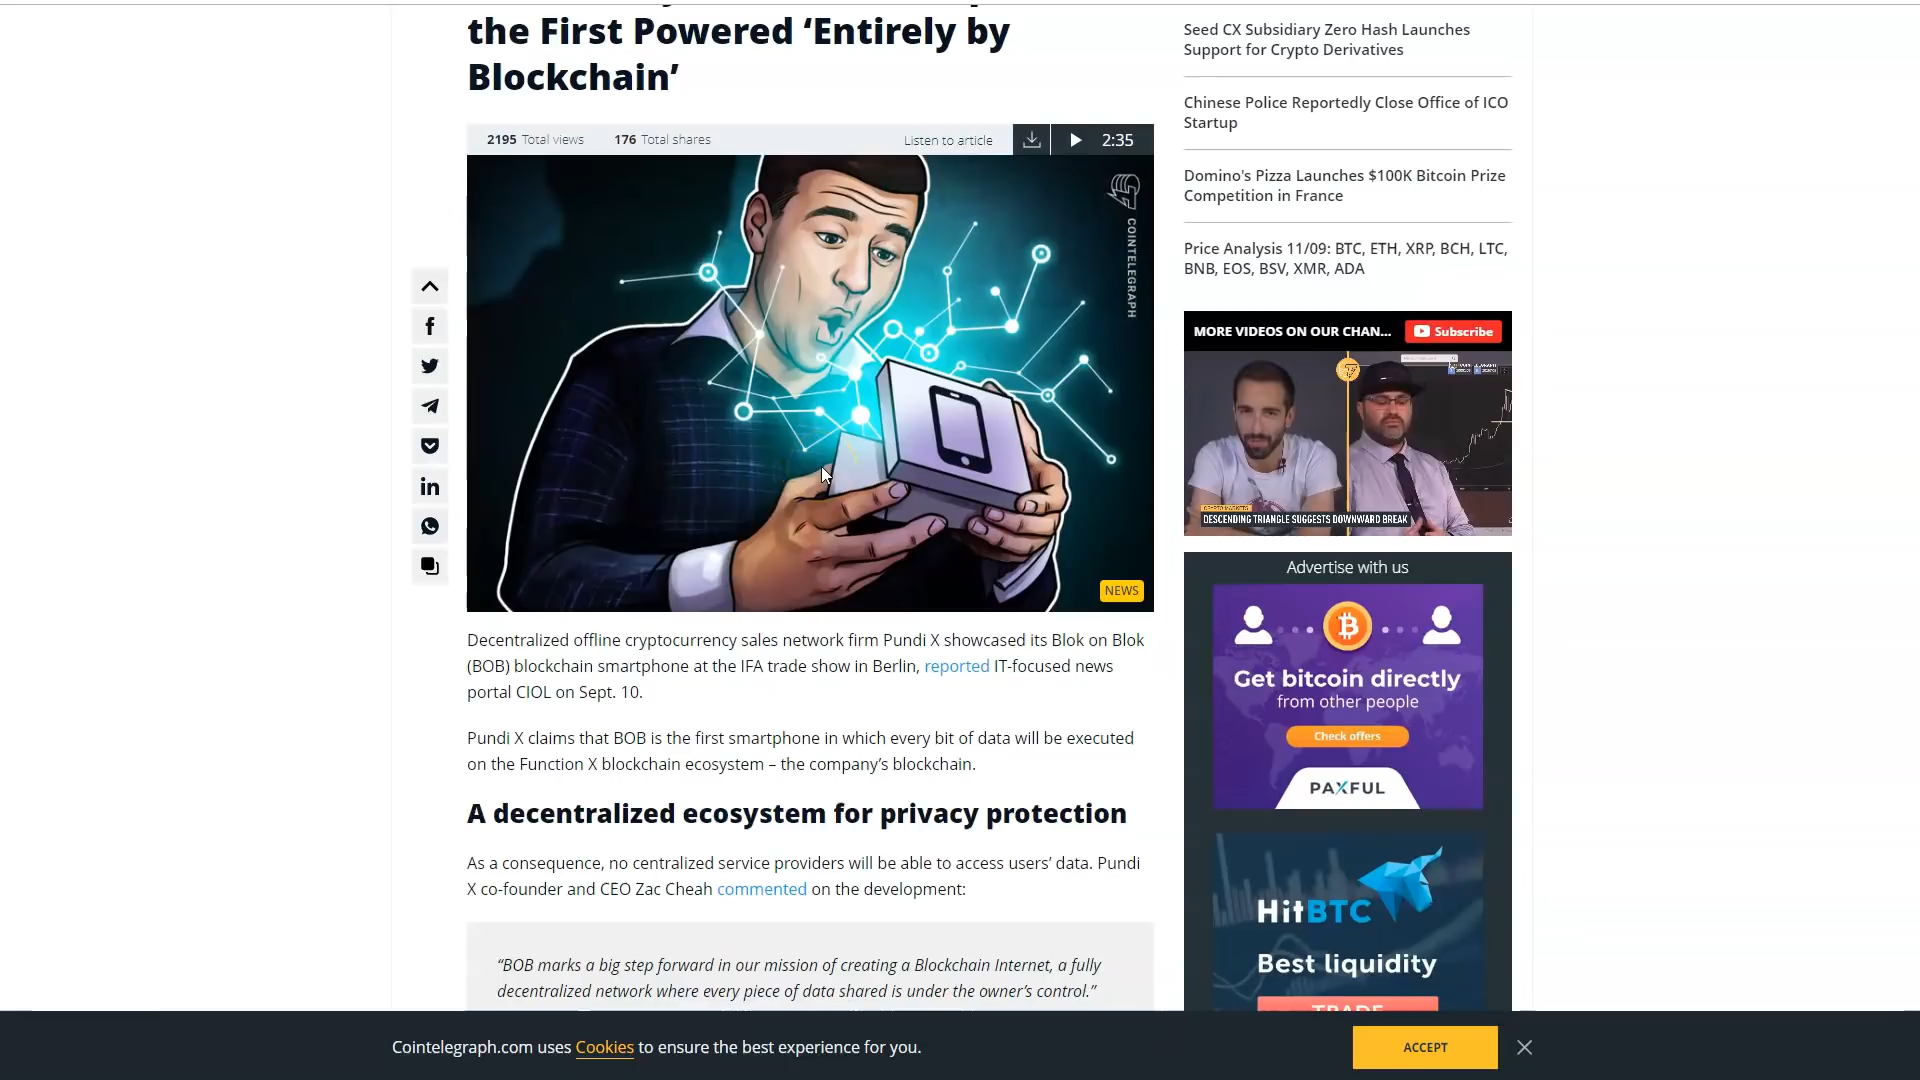 the First Powered ‘Entirely by
Blockchain’
2195 Total views 176 Total shares Listen to article 2:35
COINTELEGRAPH
NEWS
Decentralized offline cryptocurrency sales network firm Pundi X showcased its Blok on Blok
(BOB) blockchain smartphone at the IFA trade show in Berlin, reported IT-focused news
portal CIOL on Sept. 10.
Pundi X claims that BOB is the first smartphone in which every bit of data will be executed
on the Function X blockchain ecosystem – the company’s blockchain.
A decentralized ecosystem for privacy protection
As a consequence, no centralized service providers will be able to access users’ data. Pundi
X co-founder and CEO Zac Cheah commented on the development:
“BOB marks a big step forward in our mission of creating a Blockchain Internet, a fully
decentralized network where every piece of data shared is under the owner’s control.”
Seed CX Subsidiary Zero Hash Launches
Support for Crypto Derivatives
Chinese Police Reportedly Close Office of ICO
Startup
Domino's Pizza Launches $100K Bitcoin Prize
Competition in France
Price Analysis 11/09: BTC, ETH, XRP, BCH, LTC,
BNB, EOS, BSV, XMR, ADA
MORE VIDEOS ON OUR CHAN... Subscribe
CRYPTO MARKETS
DESCENDING TRIANGLE SUGGESTS DOWNWARD BREAK
Advertise with us
Get bitcoin directly
from other people
Check offers
PAXFUL
HitBTC
Best liquidity
TRADE
Cointelegraph.com uses Cookies to ensure the best experience for you.
ACCEPT